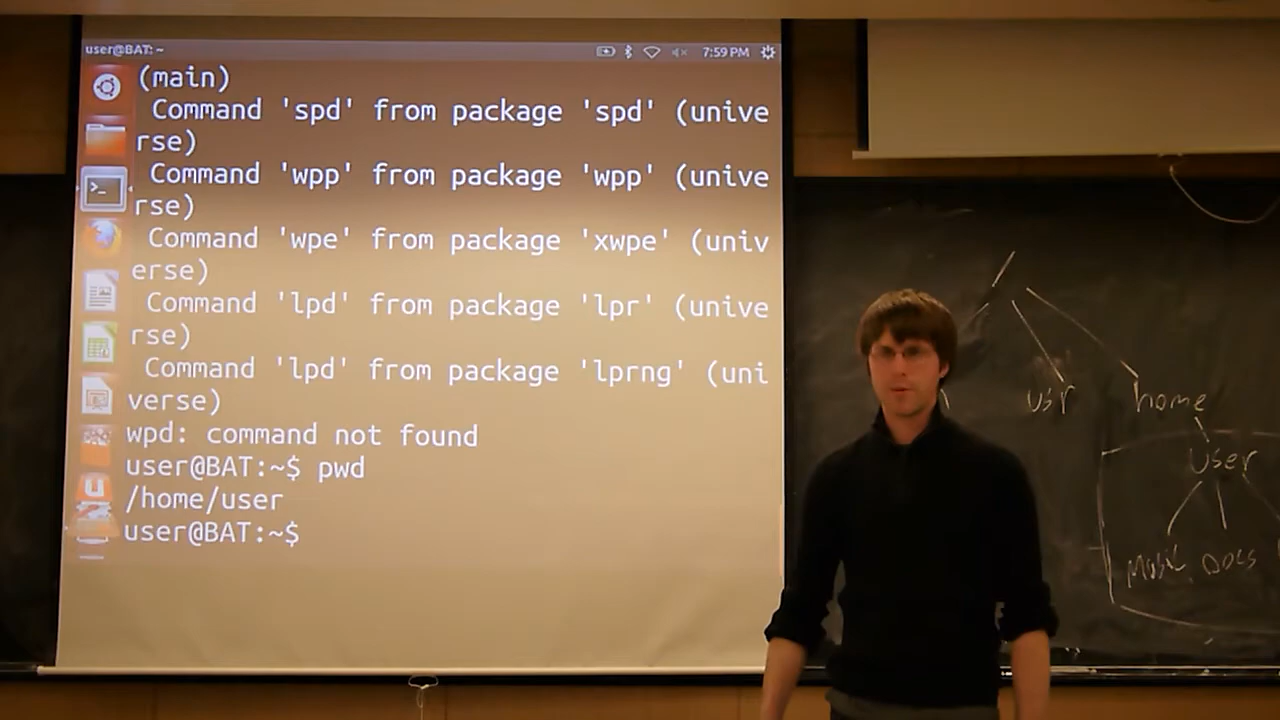 user@BAT: ~
7:59 PM
(main)
Command 'spd' from package 'spd' (unive
rse)
Command 'wpp' from package 'wpp' (unive
rse)
Command 'wpe' from package 'xwpe' (univ
erse)
Command 'lpd' from package 'lpr' (unive
rse)
Command 'lpd' from package 'lprng' (uni
verse)
wpd: command not found
user@BAT:~$ pwd
/home/user
user@BAT:~$
/
usr
home
user
Music
Docs